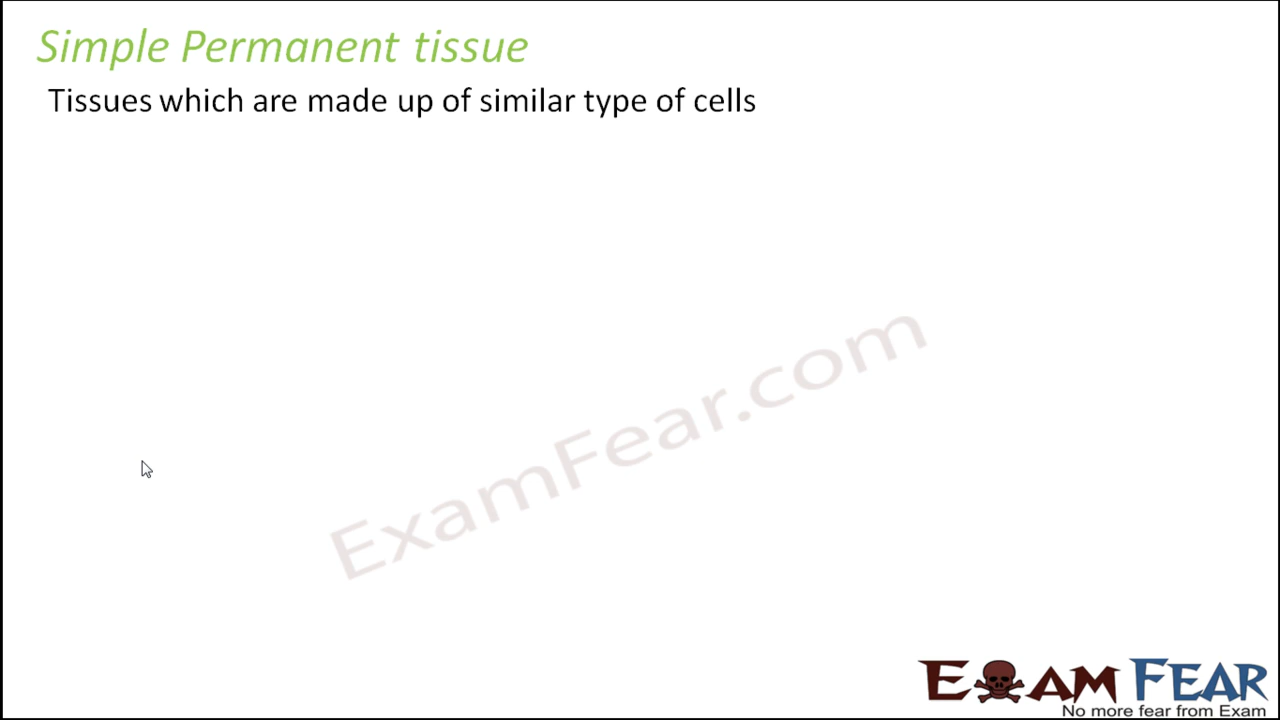 Simple Permanent tissue
Tissues which are made up of similar type of cells
ExamFear.com
EXAM FEAR
No more fear from Exam